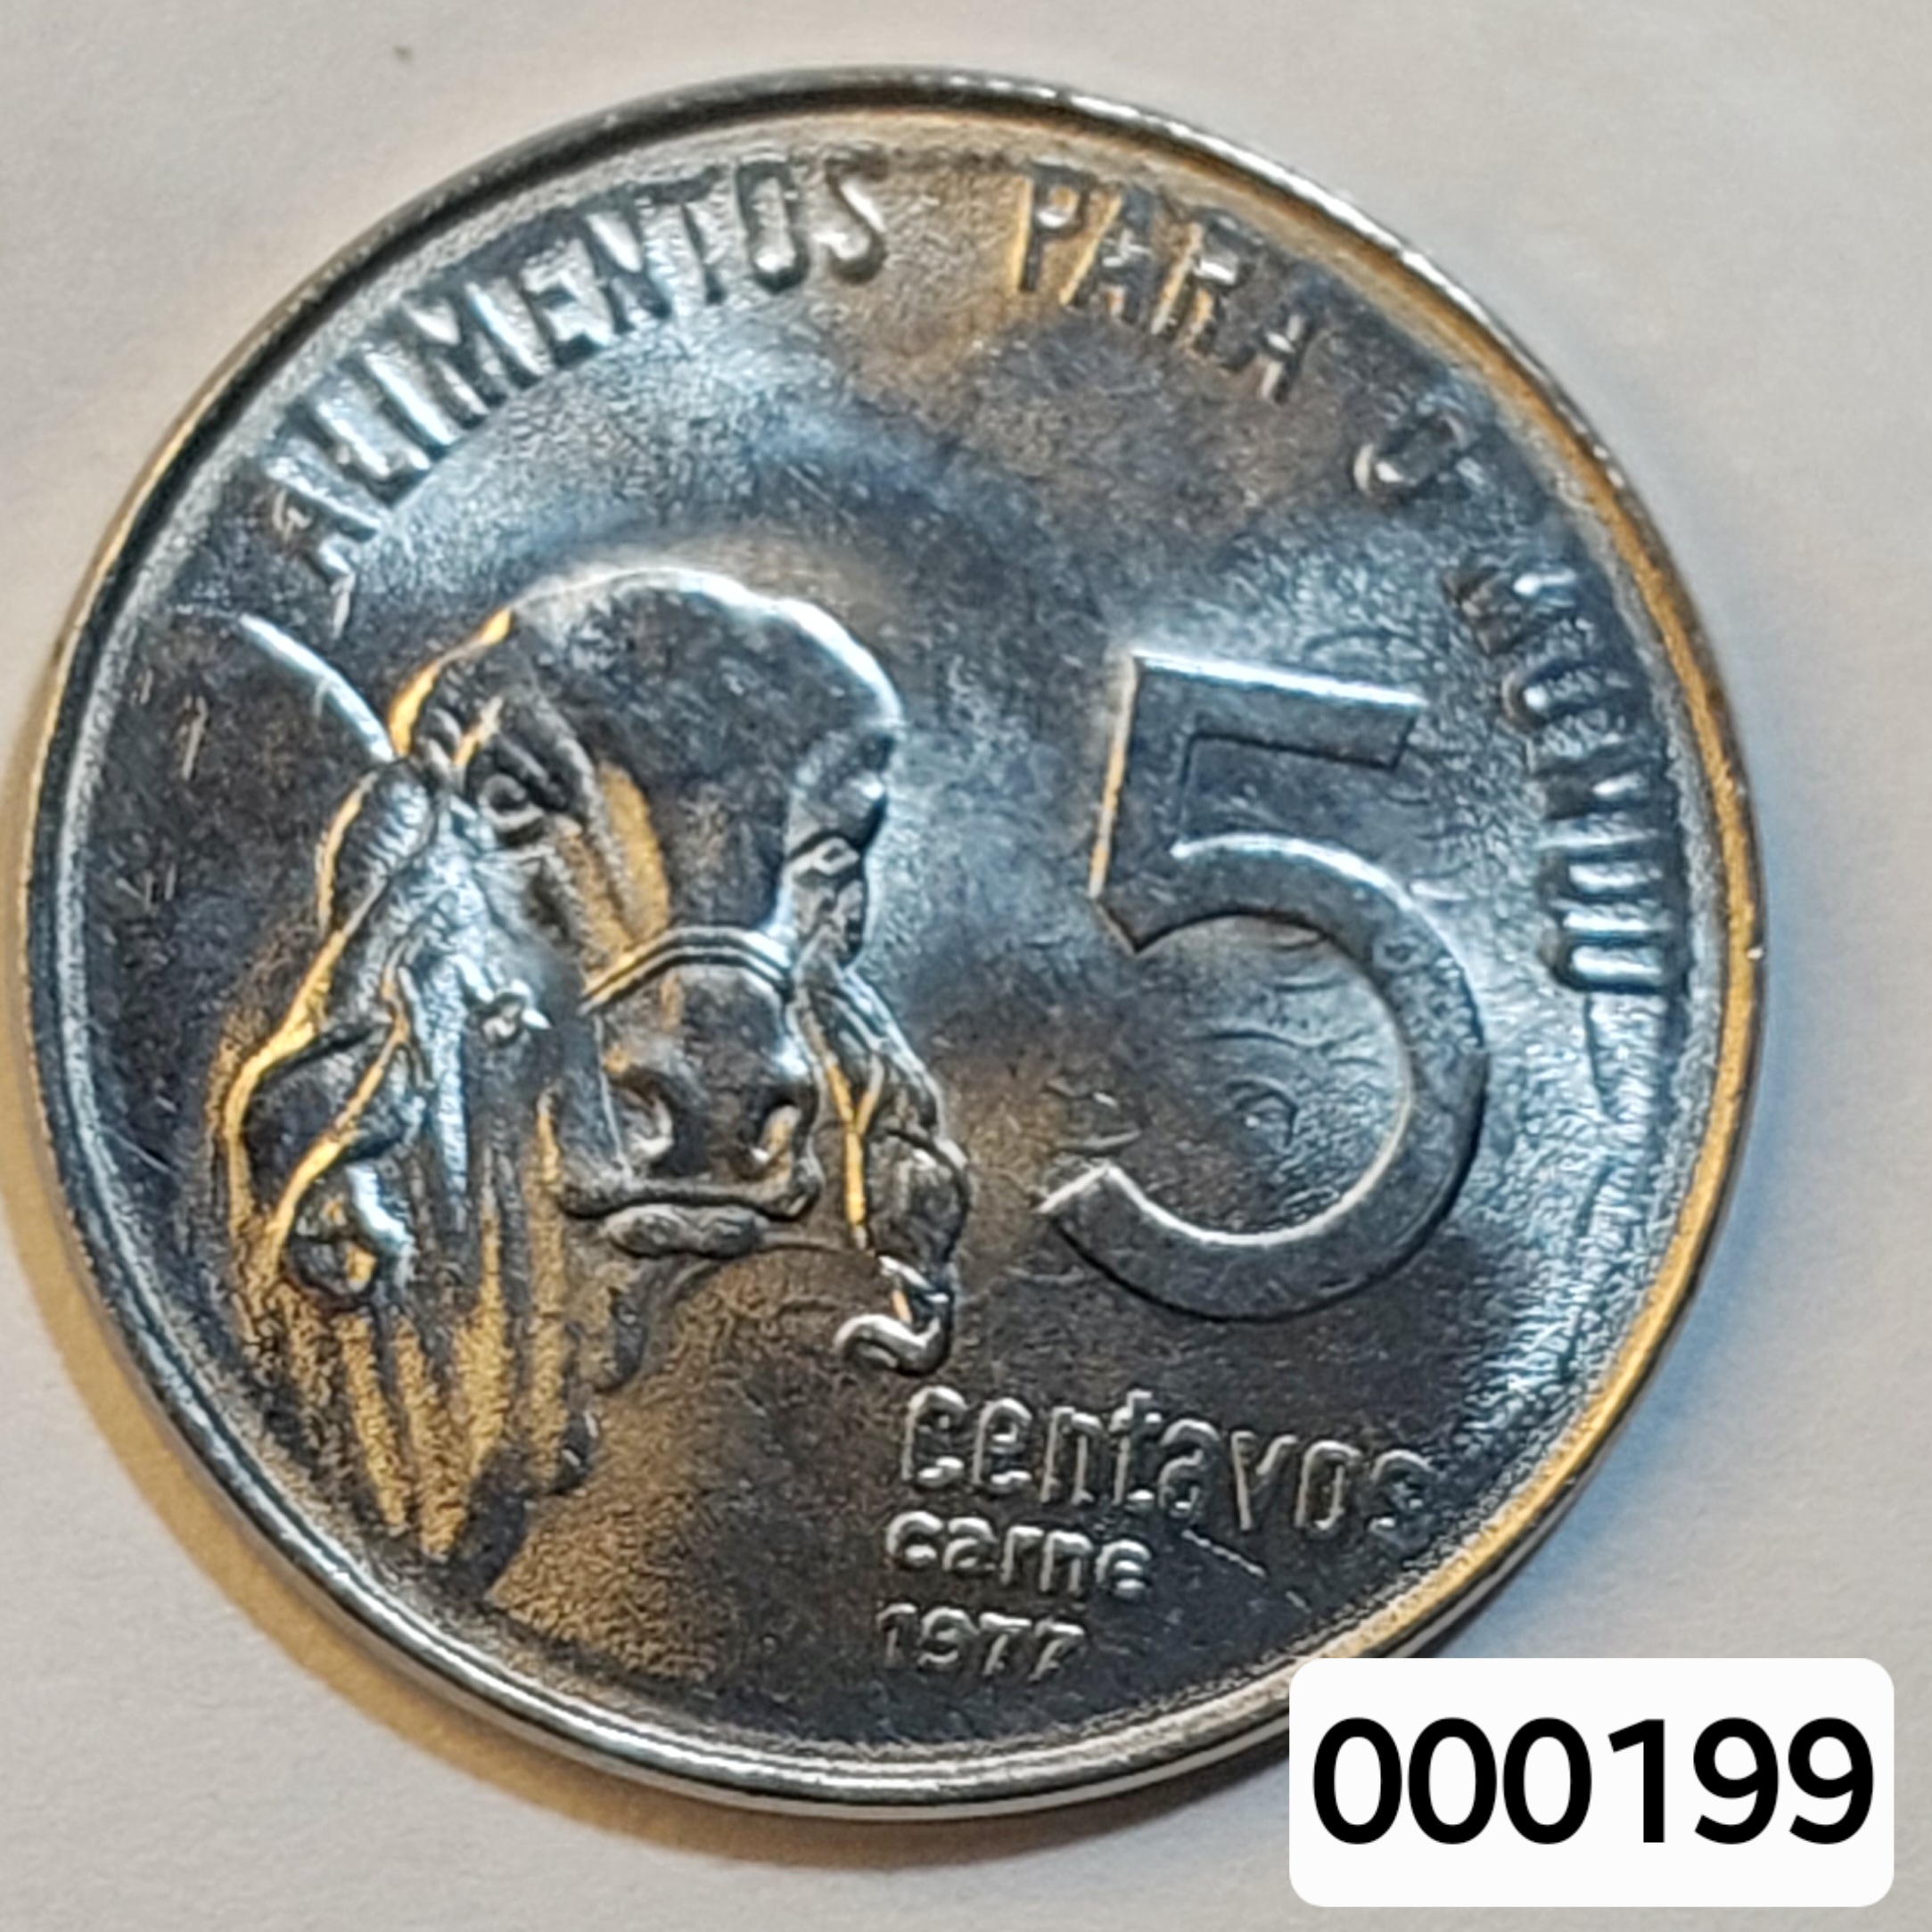 ALIMENTOS PARA O MUNDO
5
centavos
carne
1977
000199